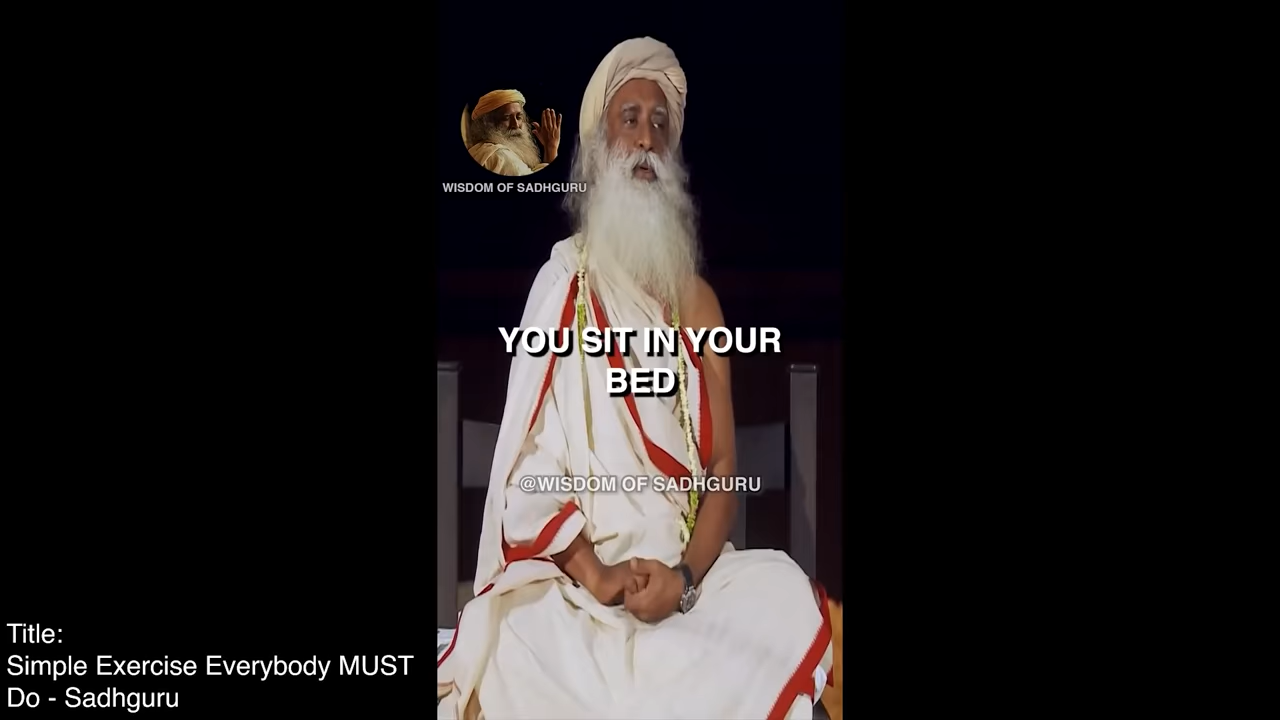 WISDOM OF SADHGURU
YOU SIT IN YOUR
BED
@WISDOM OF SADHGURU
Title:
Simple Exercise Everybody MUST
Do - Sadhguru